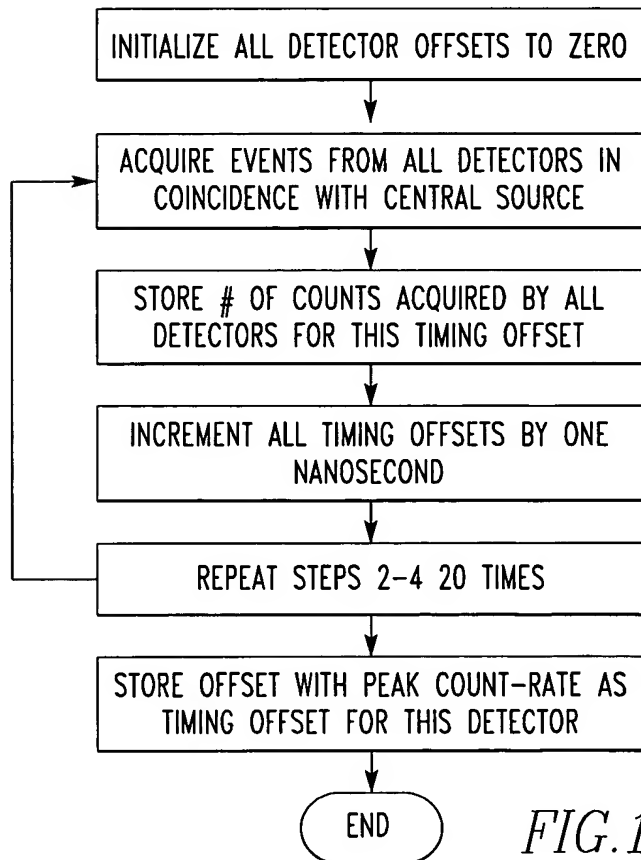 INITIALIZE ALL DETECTOR OFFSETS TO ZERO
ACQUIRE EVENTS FROM ALL DETECTORS IN
COINCIDENCE WITH CENTRAL SOURCE
STORE # OF COUNTS ACQUIRED BY ALL
DETECTORS FOR THIS TIMING OFFSET
INCREMENT ALL TIMING OFFSETS BY ONE
NANOSECOND
REPEAT STEPS 2-4 20 TIMES
STORE OFFSET WITH PEAK COUNT-RATE AS
TIMING OFFSET FOR THIS DETECTOR
END
FIG.1